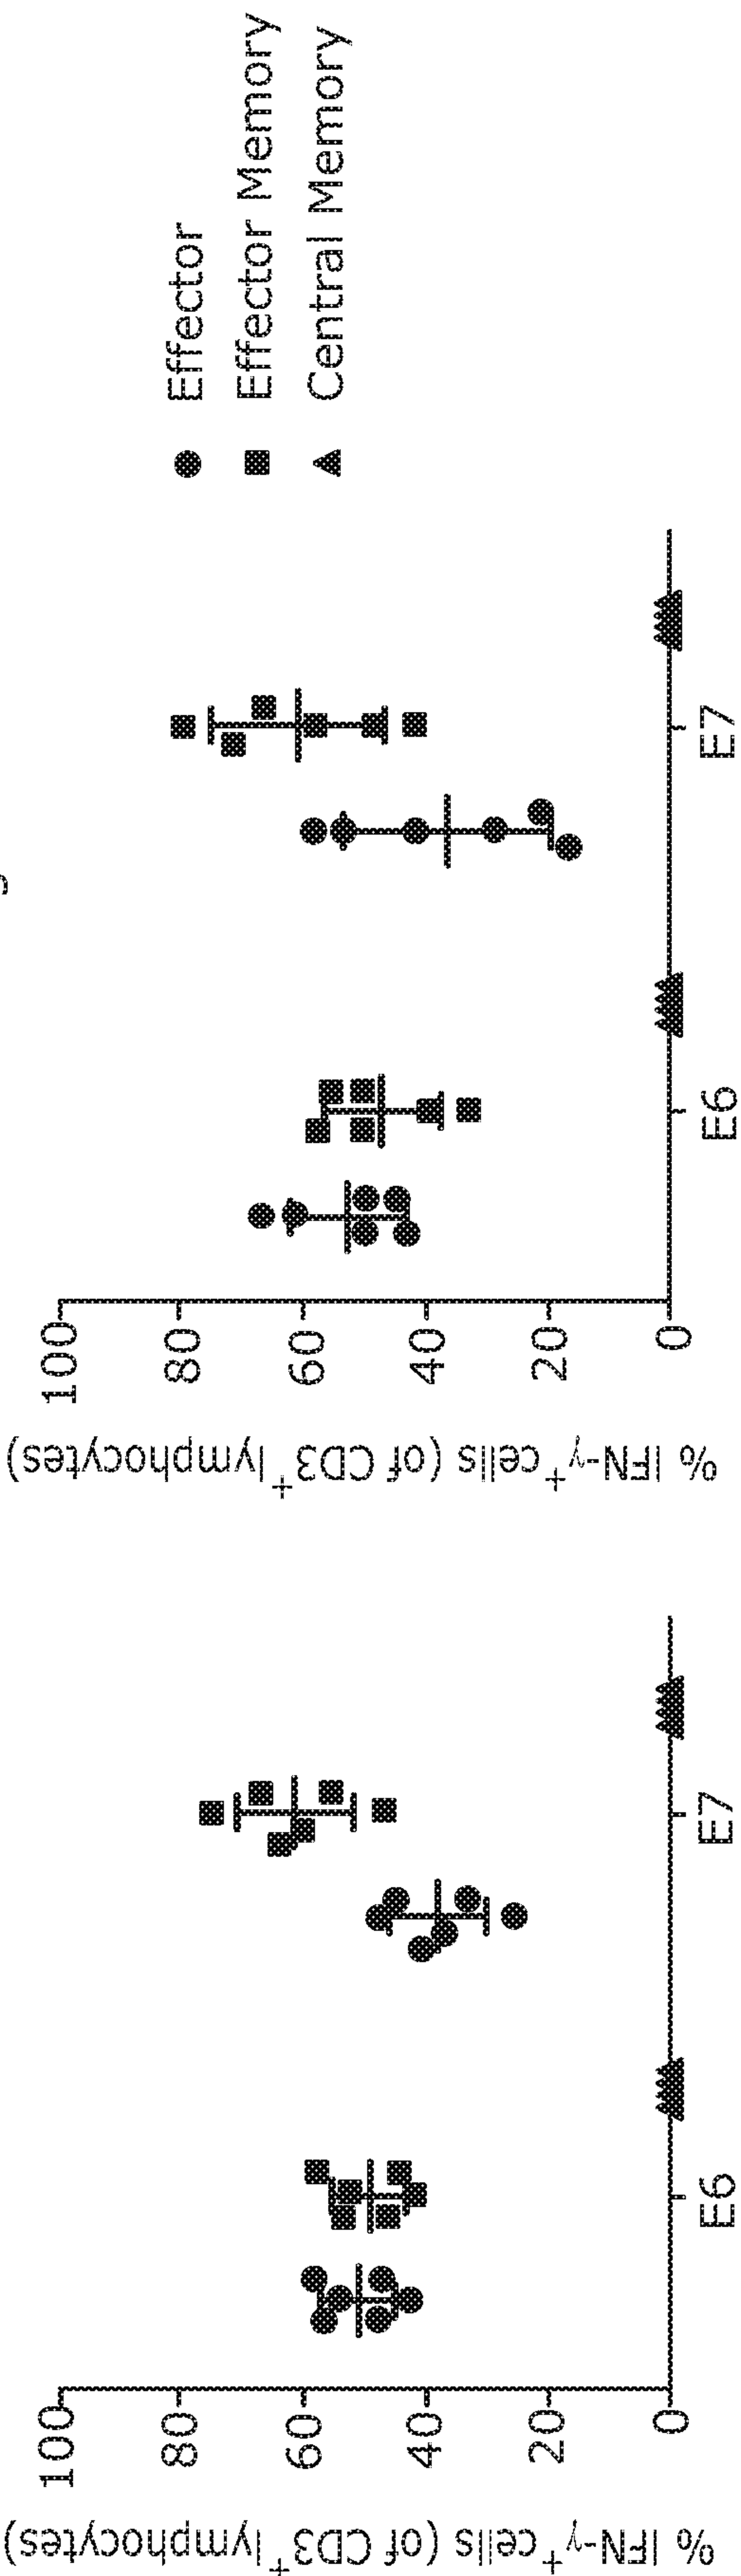 % IFN-γ+cells (of CD3+lymphocytes)
100
80
60
40
20
0
E6
E7
% IFN-γ+cells (of CD3+lymphocytes)
100
80
60
40
20
0
E6
E7
Effector
Effector Memory
Central Memory